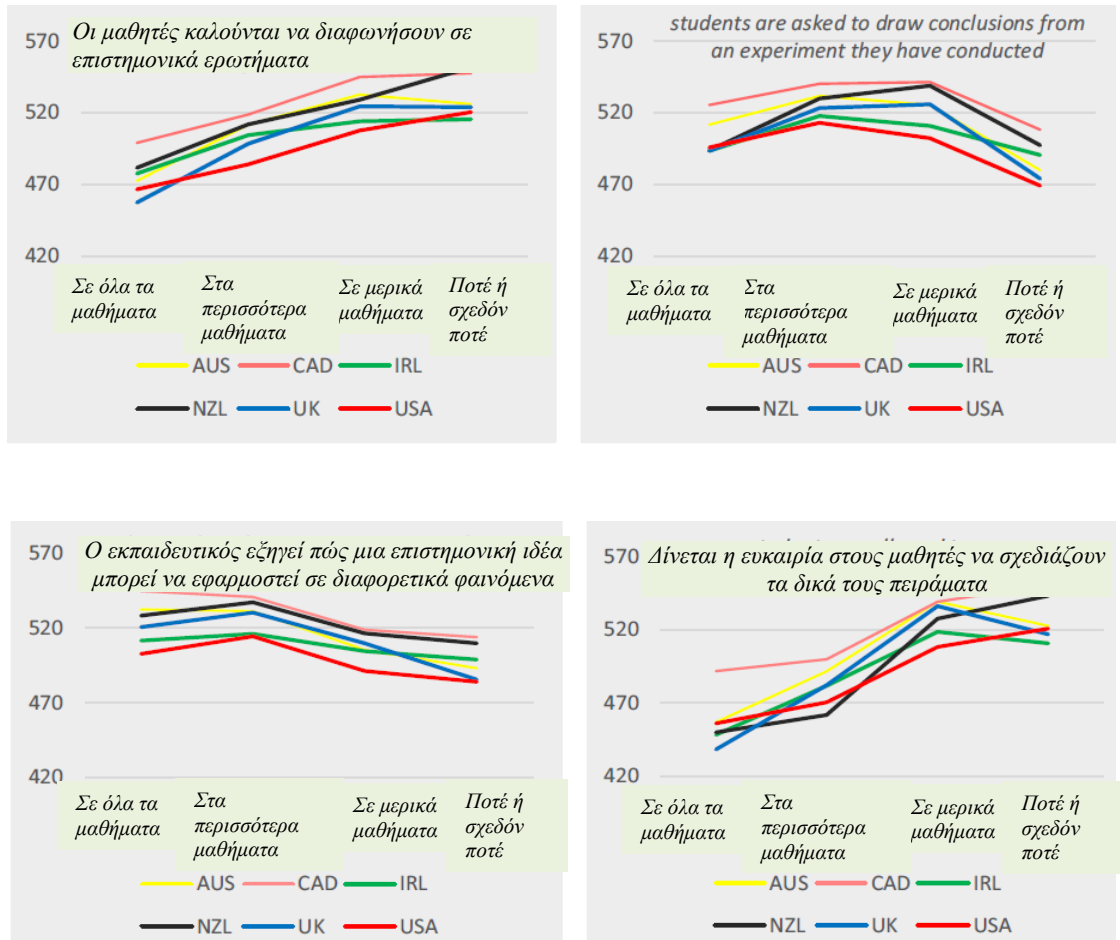 570
Οι μαθητές καλούνται να διαφωνήσουν σε
επιστημονικά ερωτήματα
520
470
420
Σε όλα τα
μαθήματα
Στα
περισσότερα
μαθήματα
Σε μερικά
μαθήματα
Ποτέ ή
σχεδόν
ποτέ
AUS CAD IRL
NZL UK USA
students are asked to draw conclusions from
an experiment they have conducted
570
520
470
420
Σε όλα τα
μαθήματα
Στα
περισσότερα
μαθήματα
Σε μερικά
μαθήματα
Ποτέ ή
σχεδόν
ποτέ
AUS CAD IRL
NZL UK USA
570
Ο εκπαιδευτικός εξηγεί πώς μια επιστημονική ιδέα
μπορεί να εφαρμοστεί σε διαφορετικά φαινόμενα
520
470
420
Σε όλα τα
μαθήματα
Στα
περισσότερα
μαθήματα
Σε μερικά
μαθήματα
Ποτέ ή
σχεδόν
ποτέ
AUS CAD IRL
NZL UK USA
570
Δίνεται η ευκαιρία στους μαθητές να σχεδιάζουν
τα δικά τους πειράματα
520
470
420
Σε όλα τα
μαθήματα
Στα
περισσότερα
μαθήματα
Σε μερικά
μαθήματα
Ποτέ ή
σχεδόν
ποτέ
AUS CAD IRL
NZL UK USA